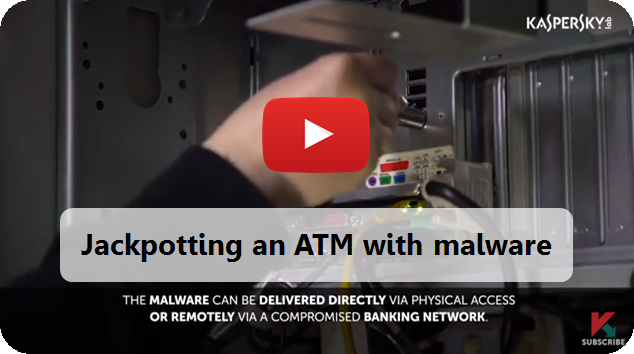 KASPERSKY lab
Jackpotting an ATM with malware
THE MALWARE CAN BE DELIVERED DIRECTLY VIA PHYSICAL ACCESS
OR REMOTELY VIA A COMPROMISED BANKING NETWORK.
SUBSCRIBE